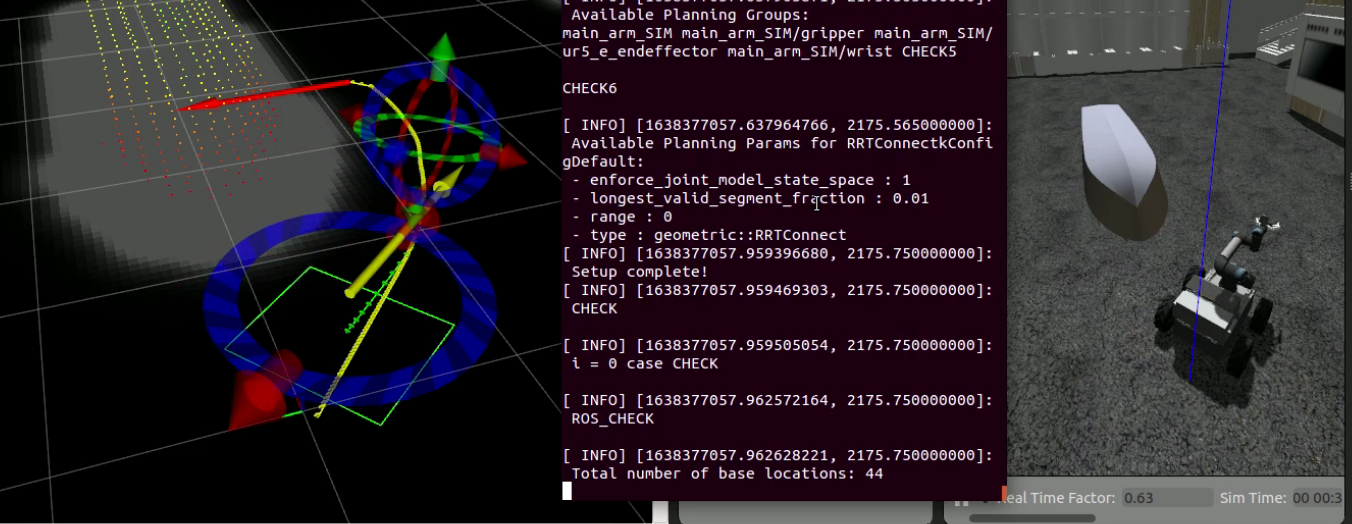 Available Planning Groups:
main_arm_SIM main_arm_SIM/gripper main_arm_SIM/
ur5_e_endeffector main_arm_SIM/wrist CHECK5
CHECK6
[ INFO] [1638377057.637964766, 2175.565000000]:
Available Planning Params for RRTConnectkConfi
gDefault:
- enforce_joint_model_state_space : 1
- longest_valid_segment_fraction : 0.01
- range : 0
- type : geometric::RRTConnect
[ INFO] [1638377057.959396680, 2175.750000000]:
Setup complete!
[ INFO] [1638377057.959469303, 2175.750000000]:
CHECK
[ INFO] [1638377057.959505054, 2175.750000000]:
i = 0 case CHECK
[ INFO] [1638377057.962572164, 2175.750000000]:
ROS_CHECK
[ INFO] [1638377057.962628221, 2175.750000000]:
Total number of base locations: 44
eal Time Factor: 0.63 Sim Time: 00 00:3